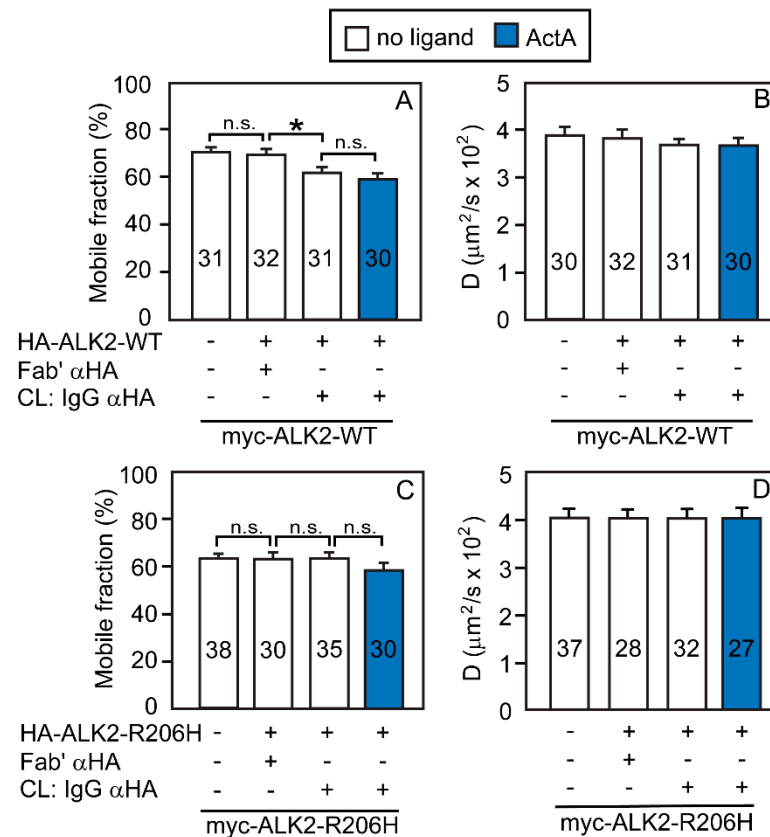 no ligand ActA
A
Mobile fraction (%)
100
80
60
40
20
0
n.s. * n.s.
31 32 31 30
HA-ALK2-WT - + + +
Fab' αHA - + - -
CL: IgG αHA - - + +
myc-ALK2-WT
B
D (μm²/s x 10²)
5
4
3
2
1
0
30 32 31 30
- + + +
- + - -
- - + +
myc-ALK2-WT
C
Mobile fraction (%)
100
80
60
40
20
0
n.s. n.s. n.s.
38 30 35 30
HA-ALK2-R206H - + + +
Fab' αHA - + - -
CL: IgG αHA - - + +
myc-ALK2-R206H
D
D (μm²/s x 10²)
5
4
3
2
1
0
37 28 32 27
- + + +
- + - -
- - + +
myc-ALK2-R206H